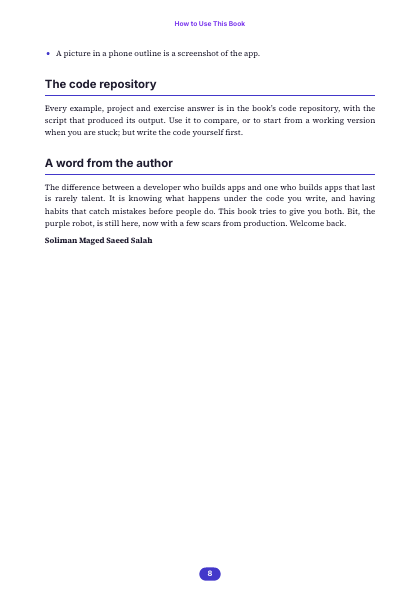 How to Use This Book
• A picture in a phone outline is a screenshot of the app.
The code repository
Every example, project and exercise answer is in the book's code repository, with the
script that produced its output. Use it to compare, or to start from a working version
when you are stuck; but write the code yourself first.
A word from the author
The difference between a developer who builds apps and one who builds apps that last
is rarely talent. It is knowing what happens under the code you write, and having
habits that catch mistakes before people do. This book tries to give you both. Bit, the
purple robot, is still here, now with a few scars from production. Welcome back.
Soliman Maged Saeed Salah
8